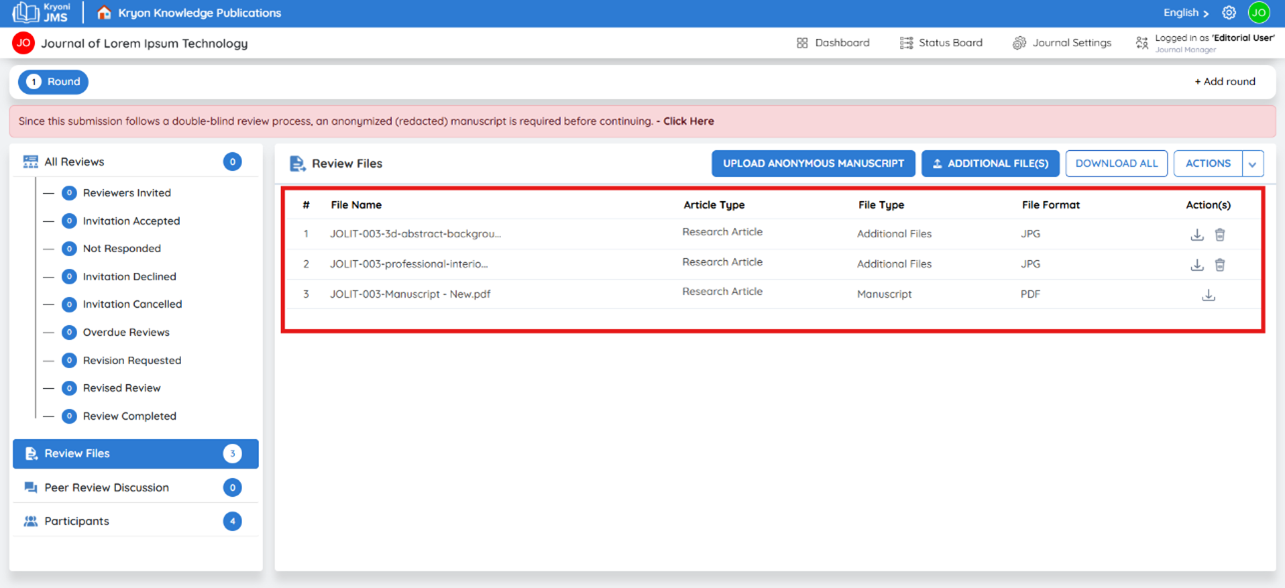 Kryoni JMS Kryon Knowledge Publications English JO
JO Journal of Lorem Ipsum Technology Dashboard Status Board Journal Settings Logged in as 'Editorial User'
Journal Manager
1 Round + Add round
Since this submission follows a double-blind review process, an anonymized (redacted) manuscript is required before continuing. - Click Here
All Reviews 0
0 Reviewers Invited
0 Invitation Accepted
0 Not Responded
0 Invitation Declined
0 Invitation Cancelled
0 Overdue Reviews
0 Revision Requested
0 Revised Review
0 Review Completed
Review Files 3
Peer Review Discussion 0
Participants 4
Review Files UPLOAD ANONYMOUS MANUSCRIPT ADDITIONAL FILE(S) DOWNLOAD ALL ACTIONS
# File Name Article Type File Type File Format Action(s)
1 JOLIT-003-3d-abstract-backgrou... Research Article Additional Files JPG
2 JOLIT-003-professional-interio... Research Article Additional Files JPG
3 JOLIT-003-Manuscript - New.pdf Research Article Manuscript PDF